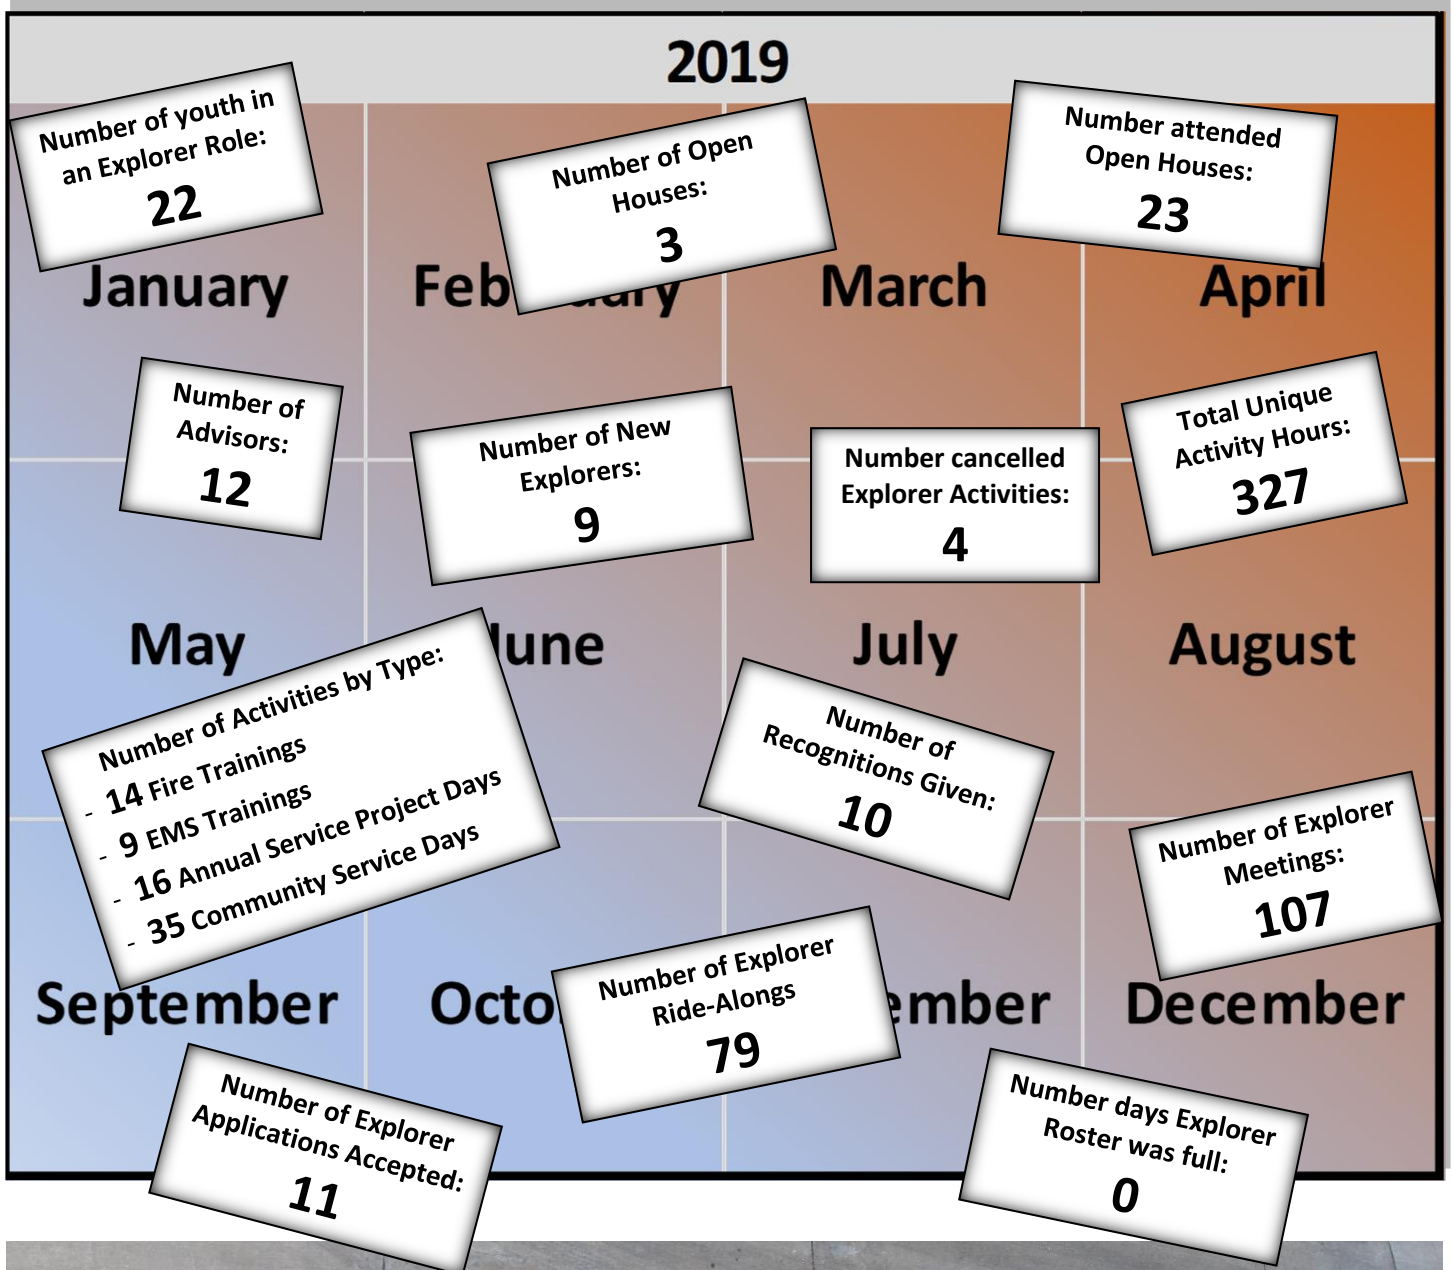 2019
Number of youth in
an Explorer Role:
22
Number of Open
Houses:
3
Number attended
Open Houses:
23
January
Feb ary
March
April
Number of
Advisors:
12
Number of New
Explorers:
9
Number cancelled
Explorer Activities:
4
Total Unique
Activity Hours:
327
May
June
July
August
Number of Activities by Type:
- 14 Fire Trainings
- 9 EMS Trainings
- 16 Annual Service Project Days
- 35 Community Service Days
Number of
Recognitions Given:
10
Number of Explorer
Meetings:
107
September
Octo
ember
December
Number of Explorer
Ride-Alongs
79
Number of Explorer
Applications Accepted:
11
Number days Explorer
Roster was full:
0